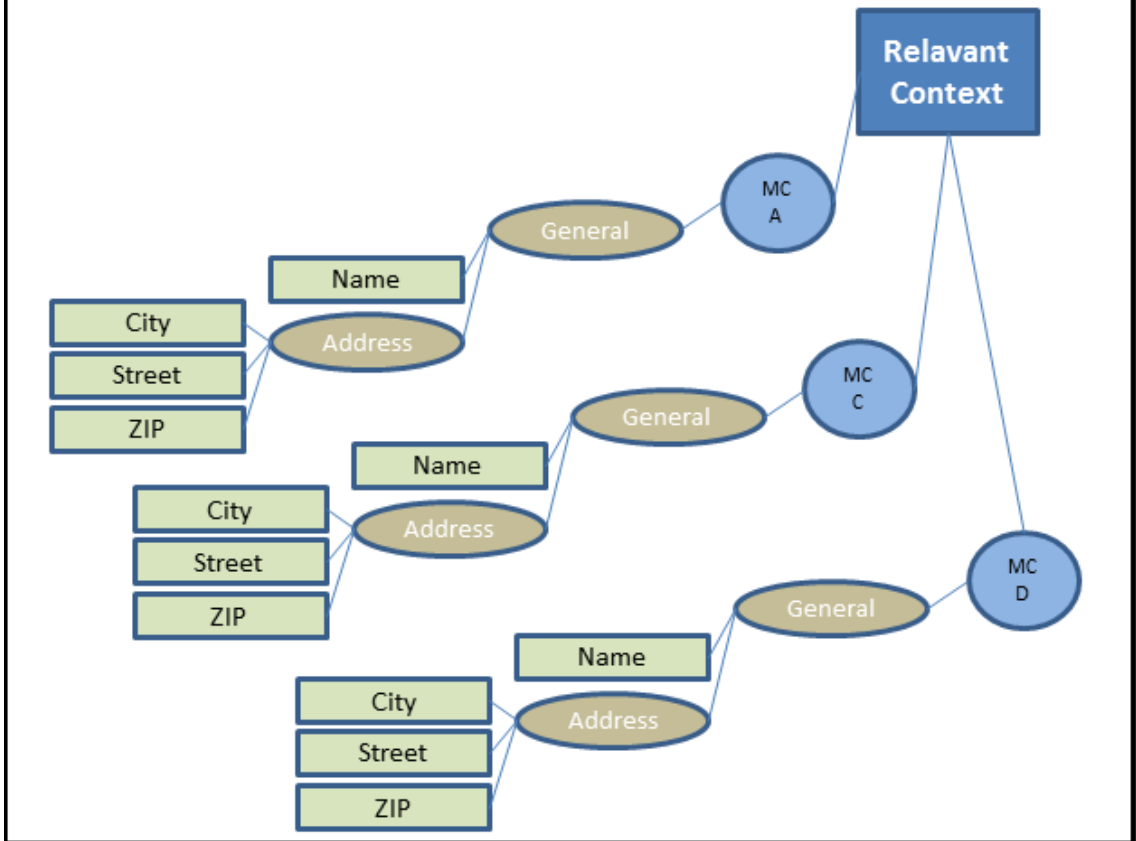 Relavant
Context
MC
A
General
Name
Address
City
Street
ZIP
MC
C
General
Name
Address
City
Street
ZIP
MC
D
General
Name
Address
City
Street
ZIP